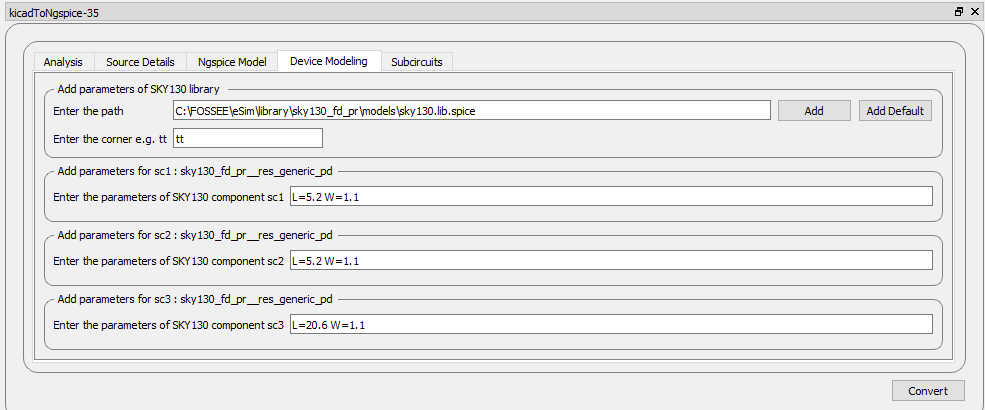 kicadToNgspice-35
Analysis Source Details Ngspice Model Device Modeling Subcircuits
Add parameters of SKY130 library
Enter the path C:\FOSSEE\eSim\library\sky130_fd_pr\models\sky130.lib.spice Add Add Default
Enter the corner e.g. tt tt
Add parameters for sc1 : sky130_fd_pr__res_generic_pd
Enter the parameters of SKY130 component sc1 L=5.2 W=1.1
Add parameters for sc2 : sky130_fd_pr__res_generic_pd
Enter the parameters of SKY130 component sc2 L=5.2 W=1.1
Add parameters for sc3 : sky130_fd_pr__res_generic_pd
Enter the parameters of SKY130 component sc3 L=20.6 W=1.1
Convert